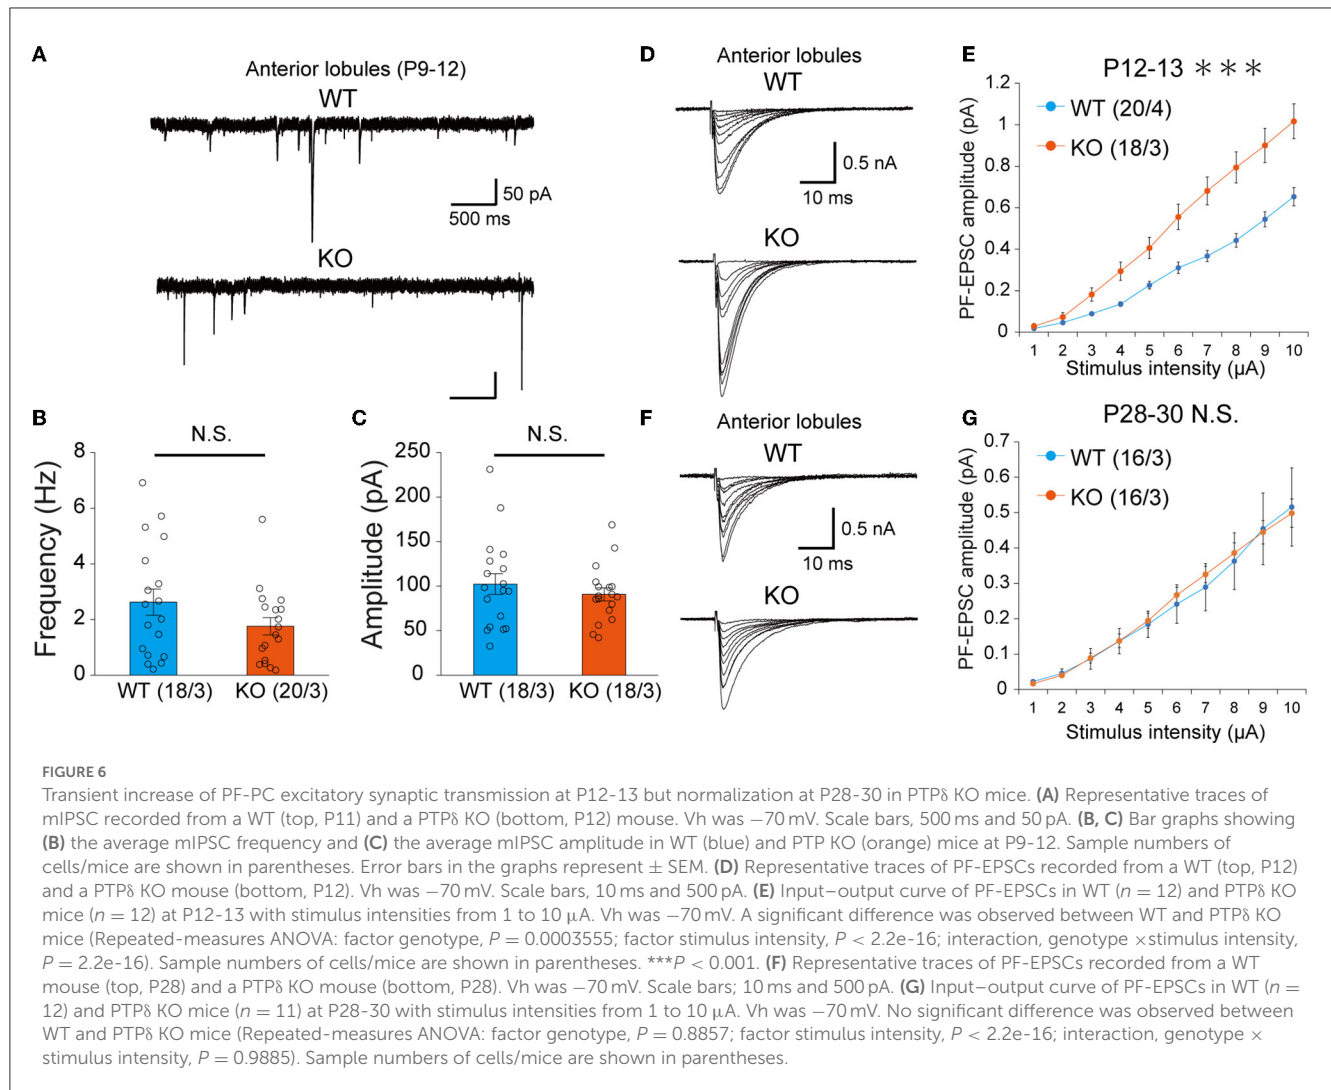 A
Anterior lobules (P9-12)
WT
50 pA
500 ms
KO
B
N.S.
Frequency (Hz)
8
6
4
2
0
WT (18/3)
KO (20/3)
C
N.S.
Amplitude (pA)
250
200
150
100
50
0
WT (18/3)
KO (18/3)
D
Anterior lobules
WT
0.5 nA
10 ms
KO
E
P12-13 ***
WT (20/4)
KO (18/3)
PF-EPSC amplitude (pA)
1.2
1
0.8
0.6
0.4
0.2
0
1 2 3 4 5 6 7 8 9 10
Stimulus intensity (µA)
F
Anterior lobules
WT
0.5 nA
10 ms
KO
G
P28-30 N.S.
WT (16/3)
KO (16/3)
PF-EPSC amplitude (pA)
0.7
0.6
0.5
0.4
0.3
0.2
0.1
0
1 2 3 4 5 6 7 8 9 10
Stimulus intensity (µA)
FIGURE 6
Transient increase of PF-PC excitatory synaptic transmission at P12-13 but normalization at P28-30 in PTPδ KO mice. (A) Representative traces of
mIPSC recorded from a WT (top, P11) and a PTPδ KO (bottom, P12) mouse. Vh was −70 mV. Scale bars, 500 ms and 50 pA. (B, C) Bar graphs showing
(B) the average mIPSC frequency and (C) the average mIPSC amplitude in WT (blue) and PTP KO (orange) mice at P9-12. Sample numbers of
cells/mice are shown in parentheses. Error bars in the graphs represent ± SEM. (D) Representative traces of PF-EPSCs recorded from a WT (top, P12)
and a PTPδ KO mouse (bottom, P12). Vh was −70 mV. Scale bars, 10 ms and 500 pA. (E) Input–output curve of PF-EPSCs in WT (n = 12) and PTPδ KO
mice (n = 12) at P12-13 with stimulus intensities from 1 to 10 µA. Vh was −70 mV. A significant difference was observed between WT and PTPδ KO
mice (Repeated-measures ANOVA: factor genotype, P = 0.0003555; factor stimulus intensity, P < 2.2e-16; interaction, genotype ×stimulus intensity,
P = 2.2e-16). Sample numbers of cells/mice are shown in parentheses. ***P < 0.001. (F) Representative traces of PF-EPSCs recorded from a WT
mouse (top, P28) and a PTPδ KO mouse (bottom, P28). Vh was −70 mV. Scale bars; 10 ms and 500 pA. (G) Input–output curve of PF-EPSCs in WT (n =
12) and PTPδ KO mice (n = 11) at P28-30 with stimulus intensities from 1 to 10 µA. Vh was −70 mV. No significant difference was observed between
WT and PTPδ KO mice (Repeated-measures ANOVA: factor genotype, P = 0.8857; factor stimulus intensity, P < 2.2e-16; interaction, genotype ×
stimulus intensity, P = 0.9885). Sample numbers of cells/mice are shown in parentheses.